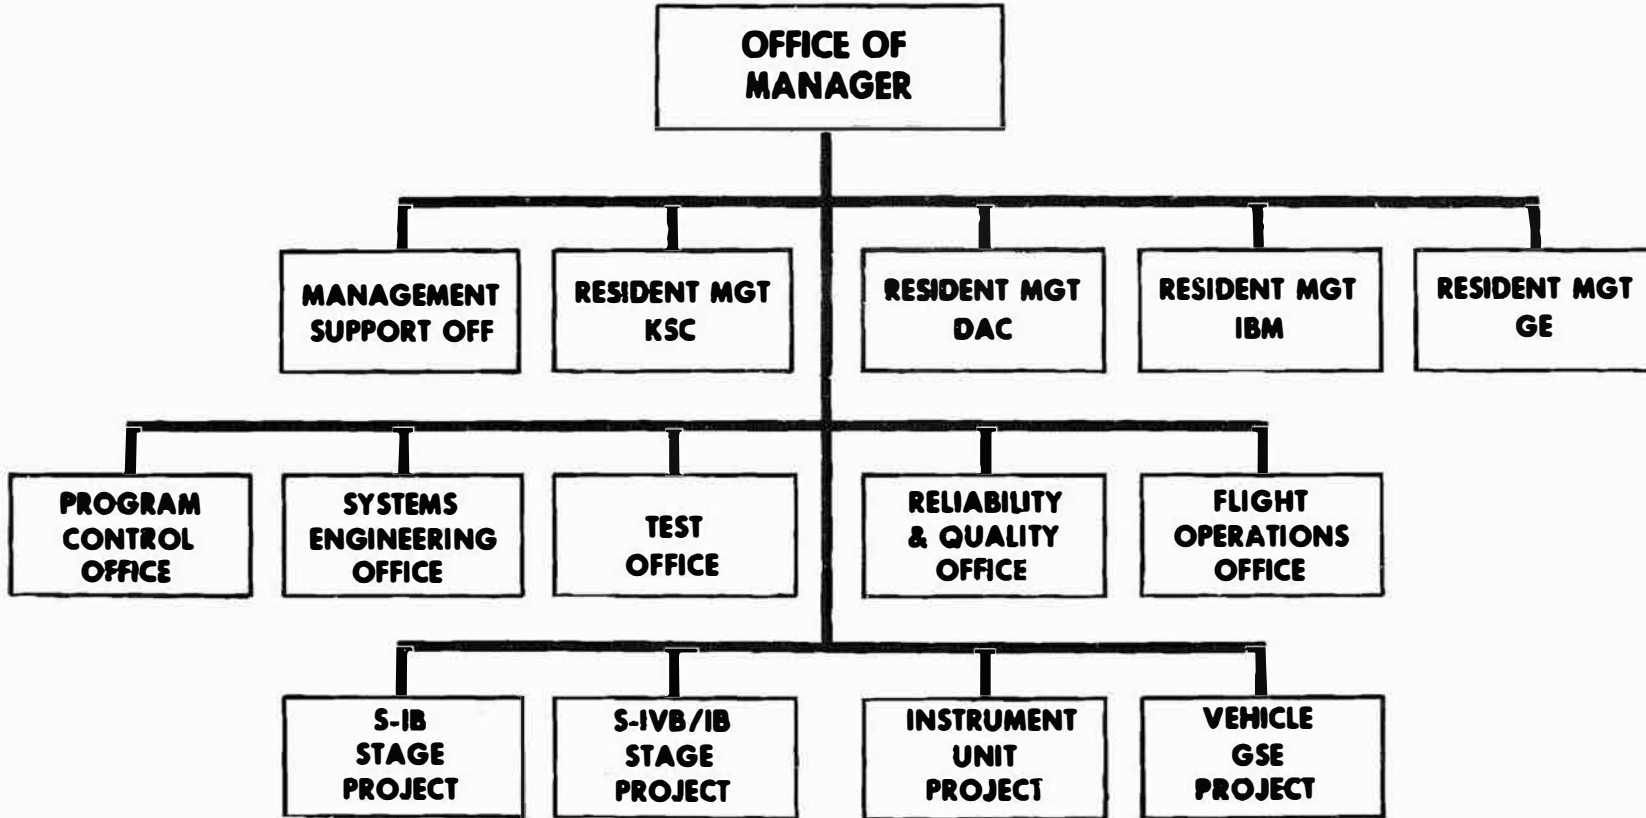 OFFICE OF
MANAGER
MANAGEMENT
SUPPORT OFF
RESIDENT MGT
KSC
RESIDENT MGT
DAC
RESIDENT MGT
IBM
RESIDENT MGT
GE
PROGRAM
CONTROL
OFFICE
SYSTEMS
ENGINEERING
OFFICE
TEST
OFFICE
RELIABILITY
& QUALITY
OFFICE
FLIGHT
OPERATIONS
OFFICE
S-IB
STAGE
PROJECT
S-IVB/IB
STAGE
PROJECT
INSTRUMENT
UNIT
PROJECT
VEHICLE
GSE
PROJECT